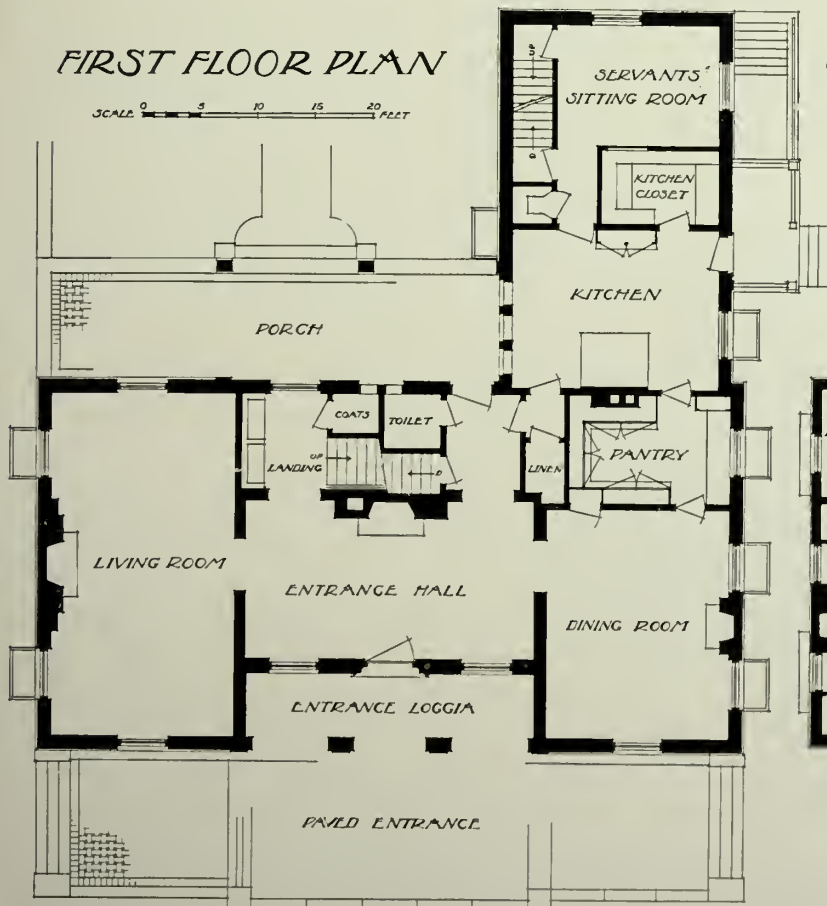 FIRST FLOOR PLAN
SCALE 0 5 10 15 20 FEET
UP
SERVANTS'
SITTING ROOM
D
KITCHEN
CLOSET
KITCHEN
PORCH
COATS
TOILET
UP
LANDING
D
LINEN
PANTRY
LIVING ROOM
ENTRANCE HALL
DINING ROOM
ENTRANCE LOGGIA
PAVED ENTRANCE